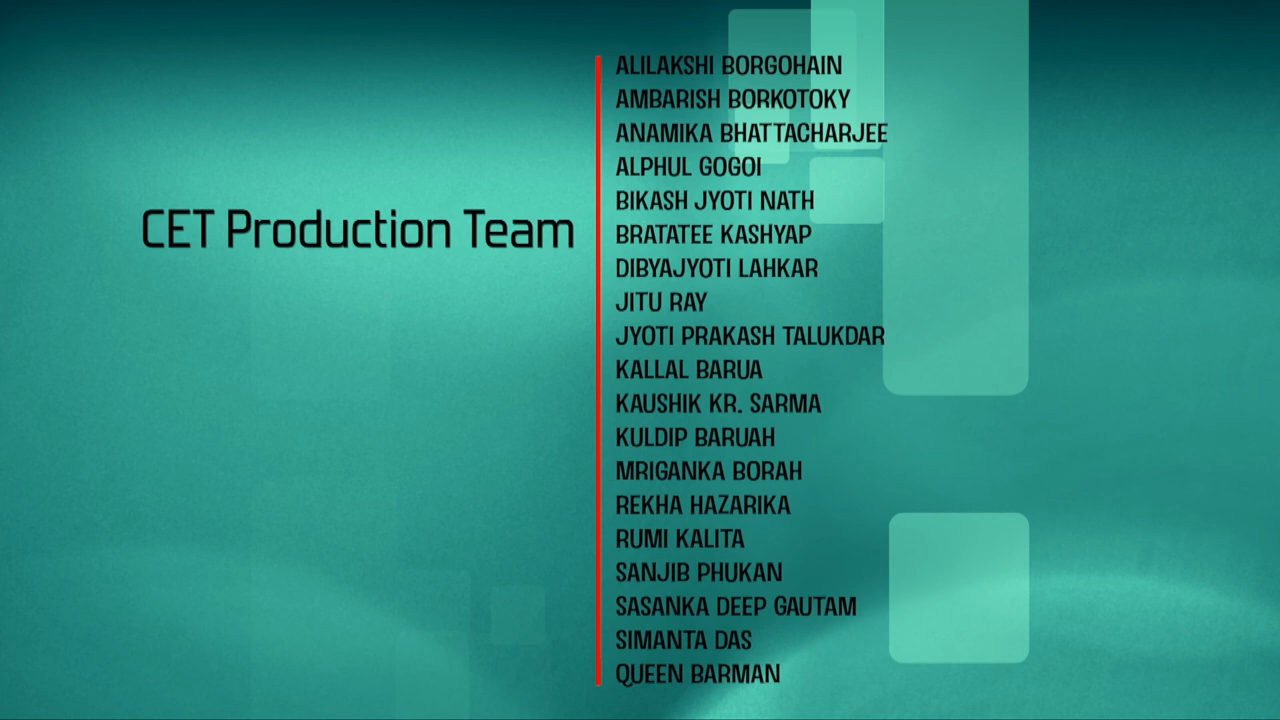 CET Production Team
ALILAKSHI BORGOHAIN
AMBARISH BORKOTOKY
ANAMIKA BHATTACHARJEE
ALPHUL GOGOI
BIKASH JYOTI NATH
BRATATEE KASHYAP
DIBYAJYOTI LAHKAR
JITU RAY
JYOTI PRAKASH TALUKDAR
KALLAL BARUA
KAUSHIK KR. SARMA
KULDIP BARUAH
MRIGANKA BORAH
REKHA HAZARIKA
RUMI KALITA
SANJIB PHUKAN
SASANKA DEEP GAUTAM
SIMANTA DAS
QUEEN BARMAN